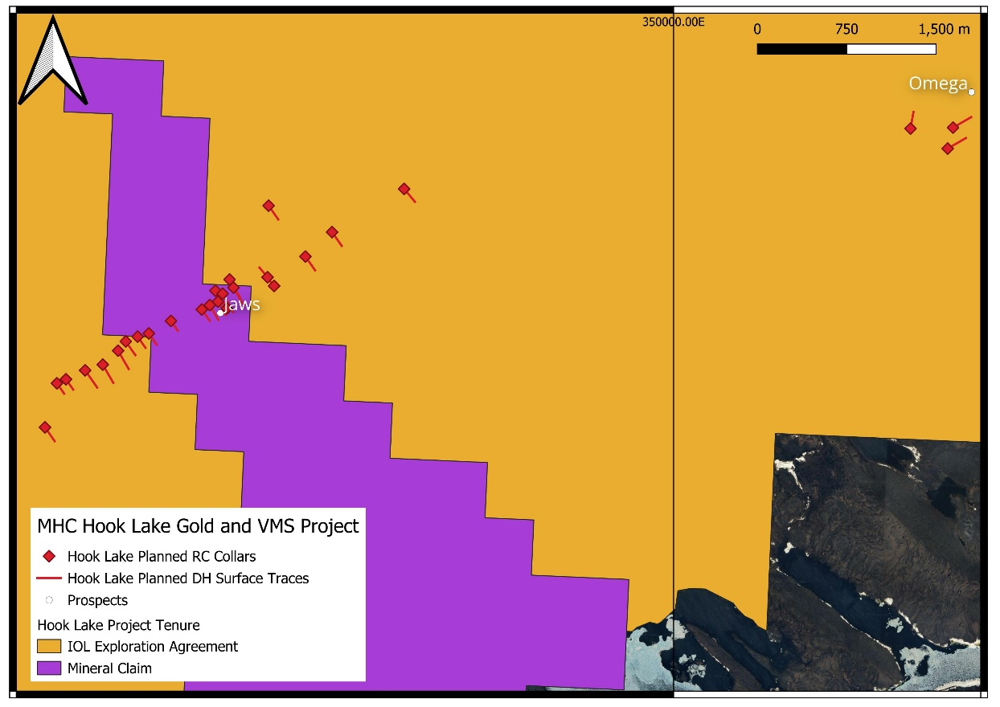 350000.00E
0 750 1,500 m
Omega
Jaws
MHC Hook Lake Gold and VMS Project
Hook Lake Planned RC Collars
Hook Lake Planned DH Surface Traces
Prospects
Hook Lake Project Tenure
IOL Exploration Agreement
Mineral Claim